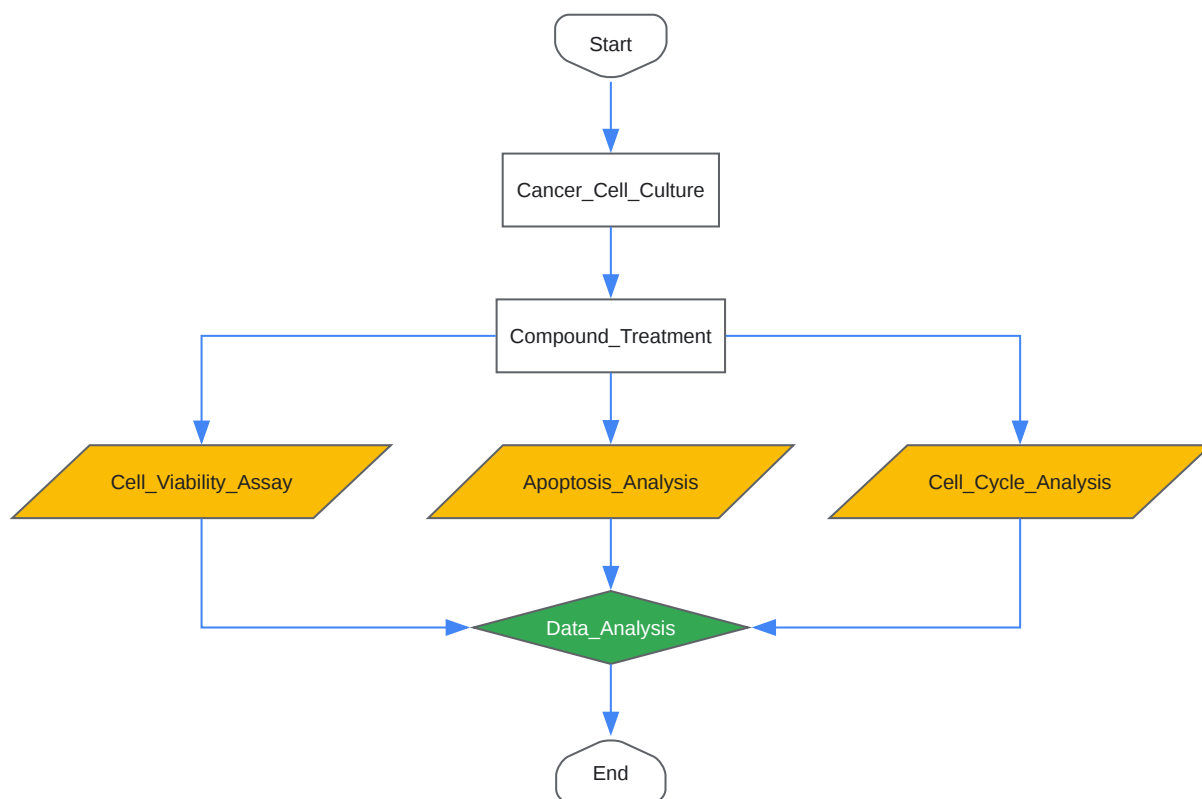 Start
Cancer_Cell_Culture
Compound_Treatment
Cell_Viability_Assay
Apoptosis_Analysis
Cell_Cycle_Analysis
Data_Analysis
End